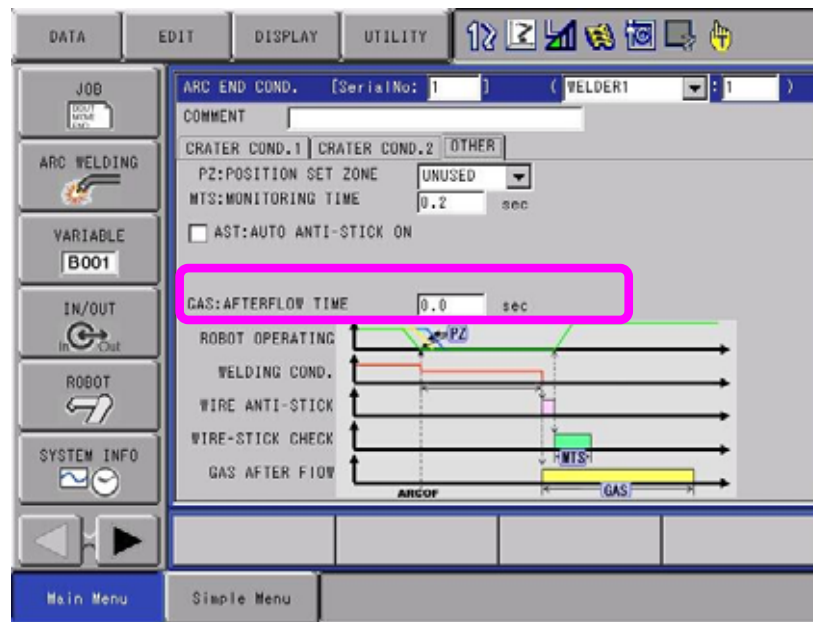 DATA EDIT DISPLAY UTILITY
JOB
DOUT
MOVE
END
ARC WELDING
VARIABLE
B001
IN/OUT
In Out
ROBOT
SYSTEM INFO
ARC END COND. [SerialNo: 1 ] ( WELDER1 : 1 )
COMMENT
CRATER COND.1 CRATER COND.2 OTHER
PZ:POSITION SET ZONE UNUSED
MTS:MONITORING TIME 0.2 sec
AST:AUTO ANTI-STICK ON
GAS:AFTERFLOW TIME 0.0 sec
ROBOT OPERATING PZ
WELDING COND.
WIRE ANTI-STICK
WIRE-STICK CHECK MTS
GAS AFTER FlOW GAS
ARCOF
Main Menu Simple Menu